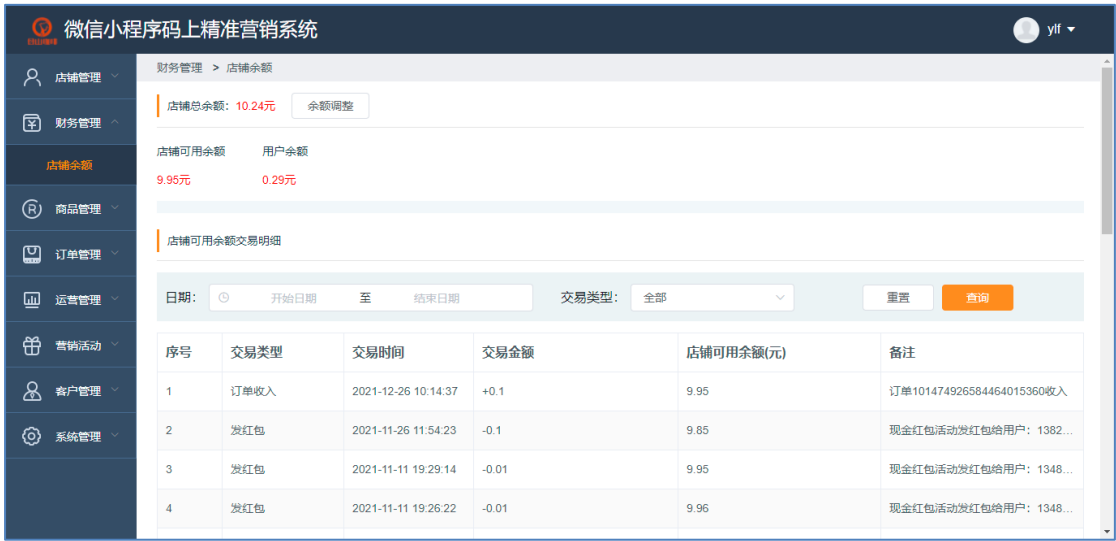 微信小程序码上精准营销系统
ylf
店铺管理
财务管理
店铺余额
商品管理
订单管理
运营管理
营销活动
客户管理
系统管理
财务管理 > 店铺余额
店铺总余额：10.24元 余额调整
店铺可用余额 用户余额
9.95元 0.29元
店铺可用余额交易明细
日期： 开始日期 至 结束日期 交易类型： 全部 重置 查询
序号 交易类型 交易时间 交易金额 店铺可用余额(元) 备注
1 订单收入 2021-12-26 10:14:37 +0.1 9.95 订单101474926584464015360收入
2 发红包 2021-11-26 11:54:23 -0.1 9.85 现金红包活动发红包给用户：1382...
3 发红包 2021-11-11 19:29:14 -0.01 9.95 现金红包活动发红包给用户：1348...
4 发红包 2021-11-11 19:26:22 -0.01 9.96 现金红包活动发红包给用户：1348...